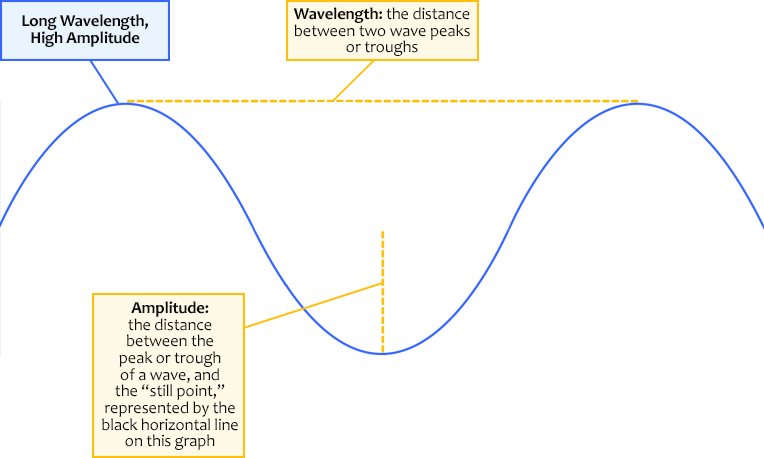 Long Wavelength,
High Amplitude
Wavelength: the distance
between two wave peaks
or troughs
Amplitude:
the distance
between the
peak or trough
of a wave, and
the “still point,”
represented by the
black horizontal line
on this graph